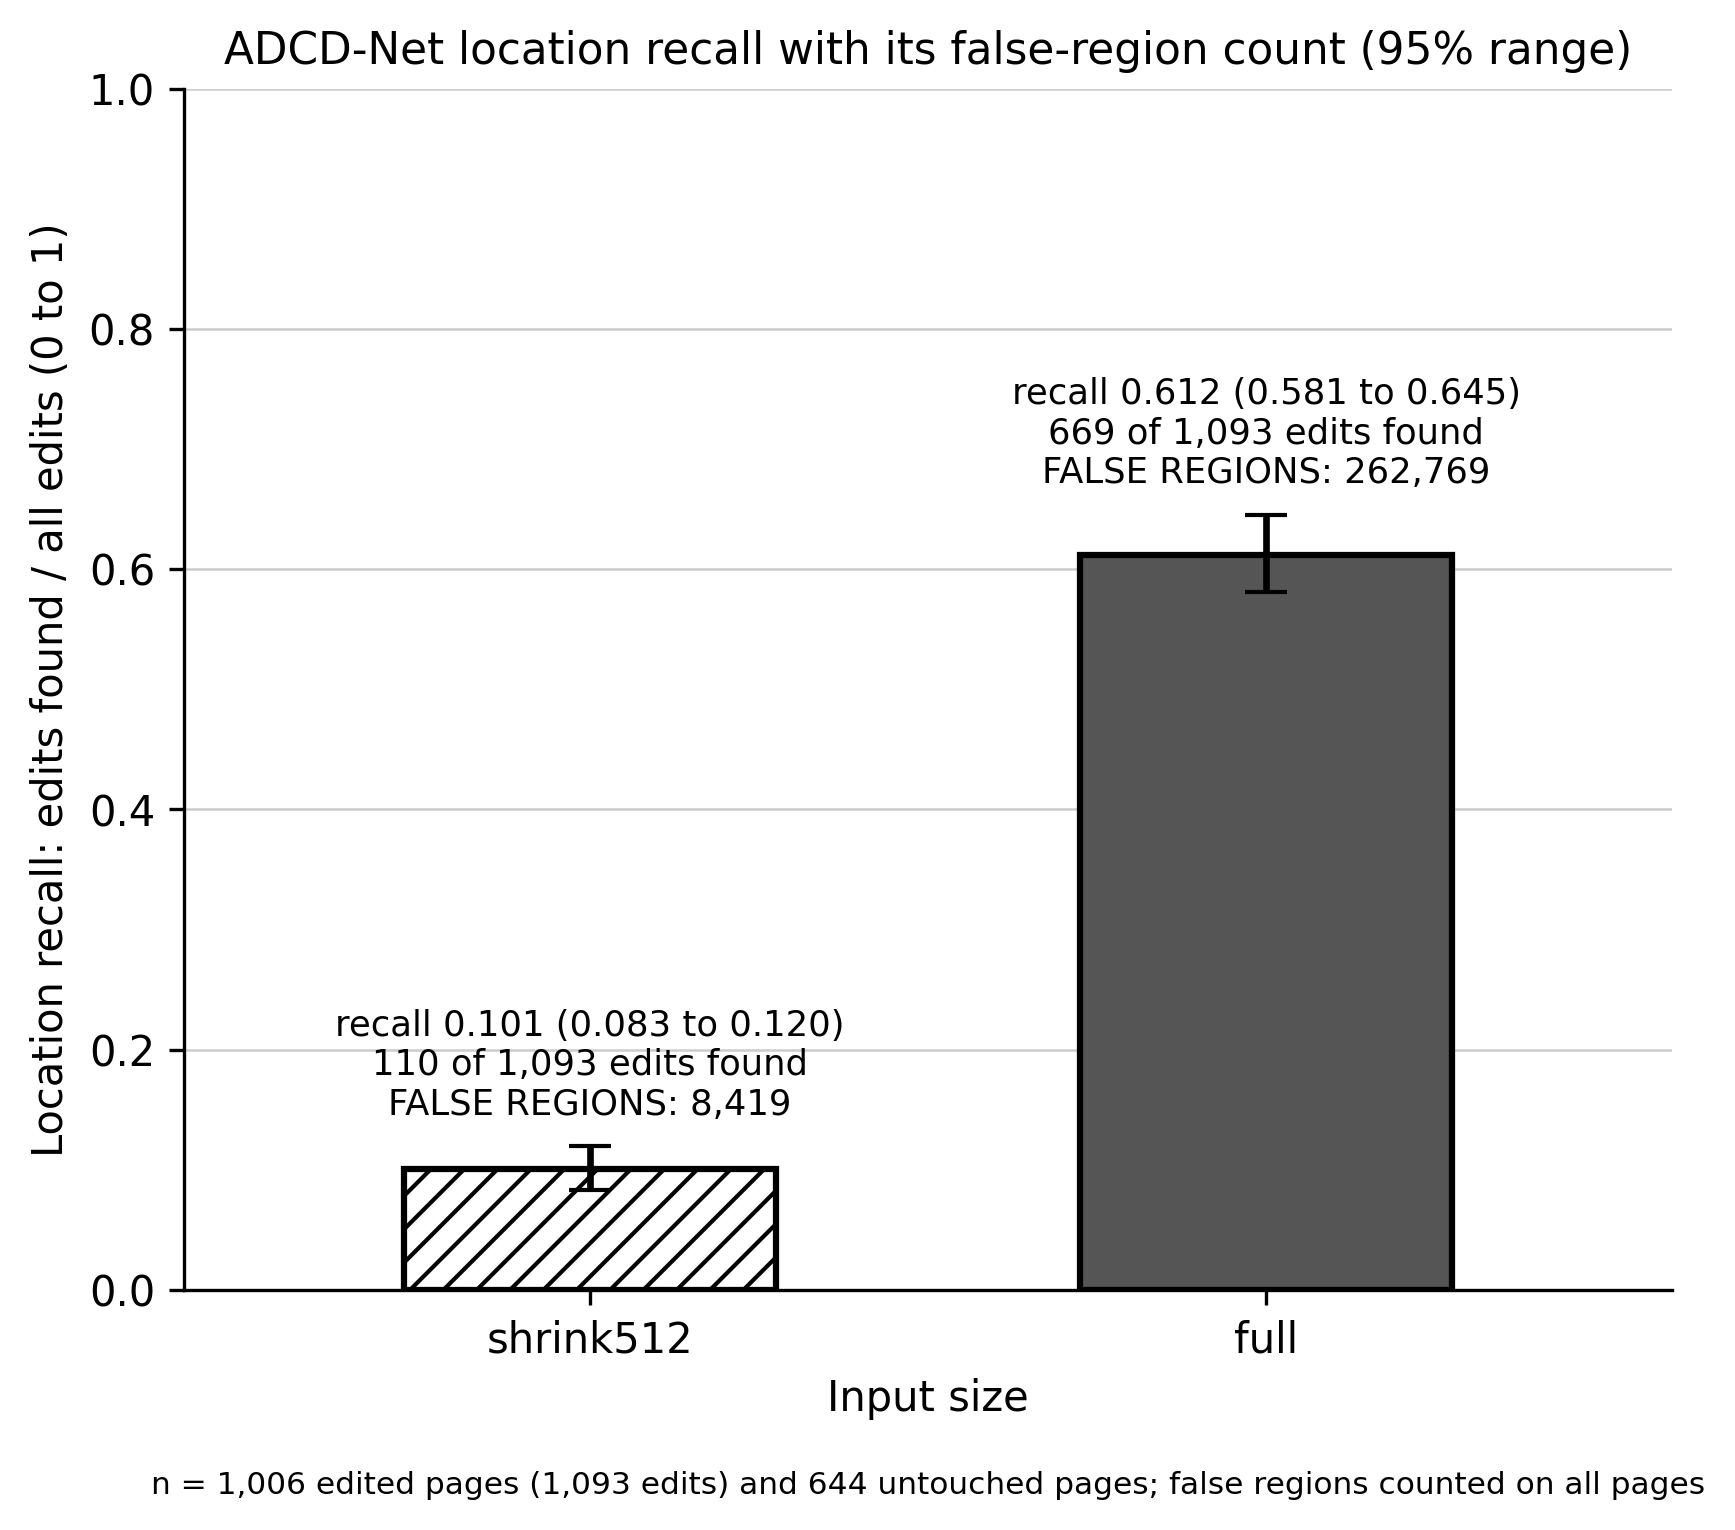 ADCD-Net location recall with its false-region count (95% range)
Location recall: edits found / all edits (0 to 1)
1.0
0.8
0.6
0.4
0.2
0.0
recall 0.101 (0.083 to 0.120)
110 of 1,093 edits found
FALSE REGIONS: 8,419
recall 0.612 (0.581 to 0.645)
669 of 1,093 edits found
FALSE REGIONS: 262,769
shrink512
full
Input size
n = 1,006 edited pages (1,093 edits) and 644 untouched pages; false regions counted on all pages